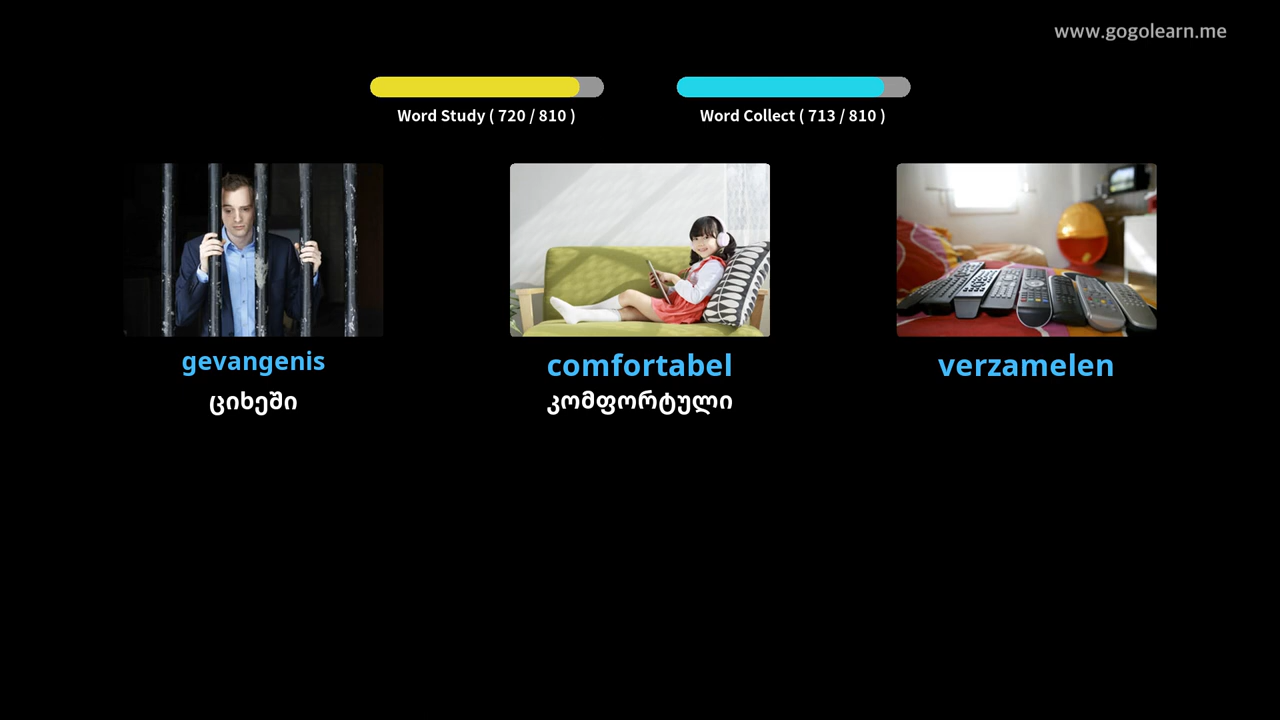 www.gogolearn.me
Word Study ( 720 / 810 )
Word Collect ( 713 / 810 )
gevangenis
comfortabel
verzamelen
ციხეში
კომფორტული